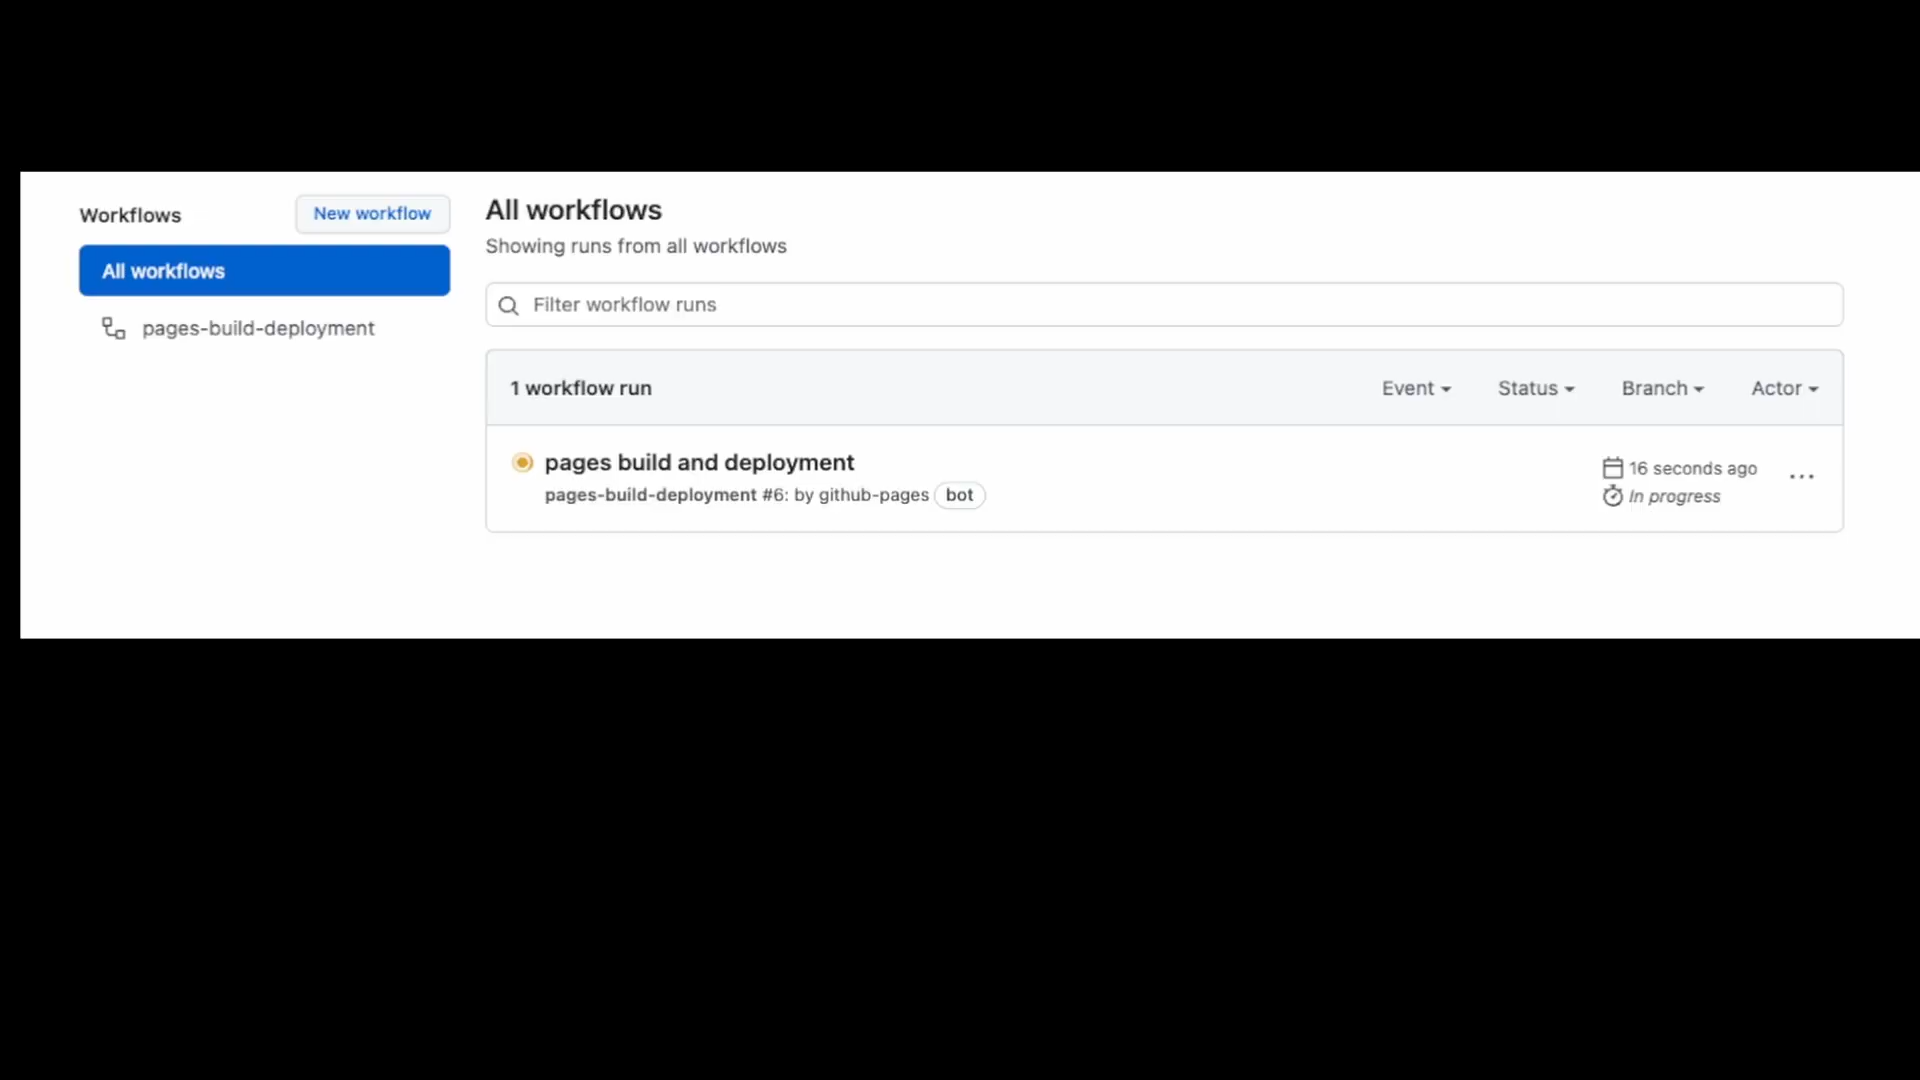 Workflows
New workflow
All workflows
pages-build-deployment
All workflows
Showing runs from all workflows
Filter workflow runs
1 workflow run
Event
Status
Branch
Actor
pages build and deployment
pages-build-deployment #6: by github-pages bot
16 seconds ago
In progress